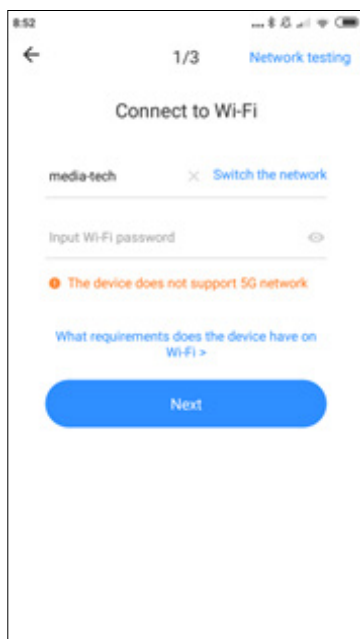 8:52
1/3
Network testing
Connect to Wi-Fi
media-tech
Switch the network
Input Wi-Fi password
The device does not support 5G network
What requirements does the device have on
Wi-Fi >
Next